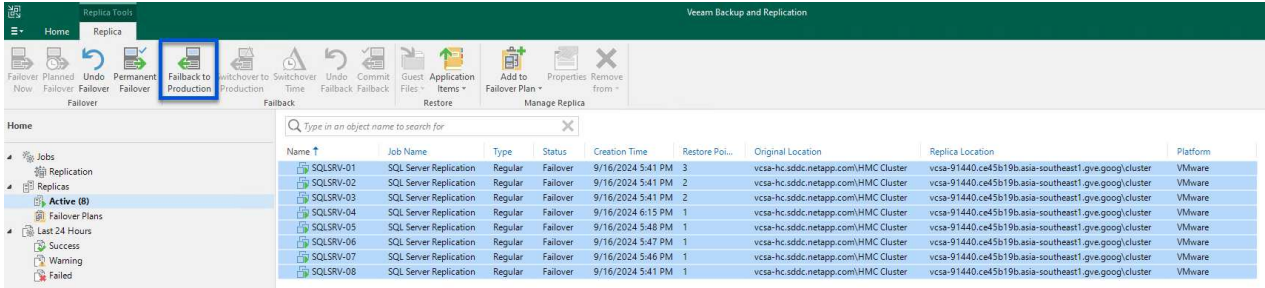 Replica Tools
Veeam Backup and Replication
Home Replica
Failover Now
Planned Failover
Undo Failover
Permanent Failover
Failback to Production
Switchover to Production
Switchover Time
Undo Failback
Commit Failback
Guest Files
Application Items
Add to Failover Plan
Properties
Remove from
Failover Failback Restore Manage Replica
Home
Type in an object name to search for
Jobs
Replication
Replicas
Active (8)
Failover Plans
Last 24 Hours
Success
Warning
Failed
Name Job Name Type Status Creation Time Restore Poi... Original Location Replica Location Platform
SQLSRV-01 SQL Server Replication Regular Failover 9/16/2024 5:41 PM 3 vcsa-hc.sddc.netapp.com\HMC Cluster vcsa-91440.ce45b19b.asia-southeast1.gve.goog\cluster VMware
SQLSRV-02 SQL Server Replication Regular Failover 9/16/2024 5:41 PM 2 vcsa-hc.sddc.netapp.com\HMC Cluster vcsa-91440.ce45b19b.asia-southeast1.gve.goog\cluster VMware
SQLSRV-03 SQL Server Replication Regular Failover 9/16/2024 5:41 PM 2 vcsa-hc.sddc.netapp.com\HMC Cluster vcsa-91440.ce45b19b.asia-southeast1.gve.goog\cluster VMware
SQLSRV-04 SQL Server Replication Regular Failover 9/16/2024 6:15 PM 1 vcsa-hc.sddc.netapp.com\HMC Cluster vcsa-91440.ce45b19b.asia-southeast1.gve.goog\cluster VMware
SQLSRV-05 SQL Server Replication Regular Failover 9/16/2024 5:48 PM 1 vcsa-hc.sddc.netapp.com\HMC Cluster vcsa-91440.ce45b19b.asia-southeast1.gve.goog\cluster VMware
SQLSRV-06 SQL Server Replication Regular Failover 9/16/2024 5:47 PM 1 vcsa-hc.sddc.netapp.com\HMC Cluster vcsa-91440.ce45b19b.asia-southeast1.gve.goog\cluster VMware
SQLSRV-07 SQL Server Replication Regular Failover 9/16/2024 5:46 PM 1 vcsa-hc.sddc.netapp.com\HMC Cluster vcsa-91440.ce45b19b.asia-southeast1.gve.goog\cluster VMware
SQLSRV-08 SQL Server Replication Regular Failover 9/16/2024 5:41 PM 1 vcsa-hc.sddc.netapp.com\HMC Cluster vcsa-91440.ce45b19b.asia-southeast1.gve.goog\cluster VMware